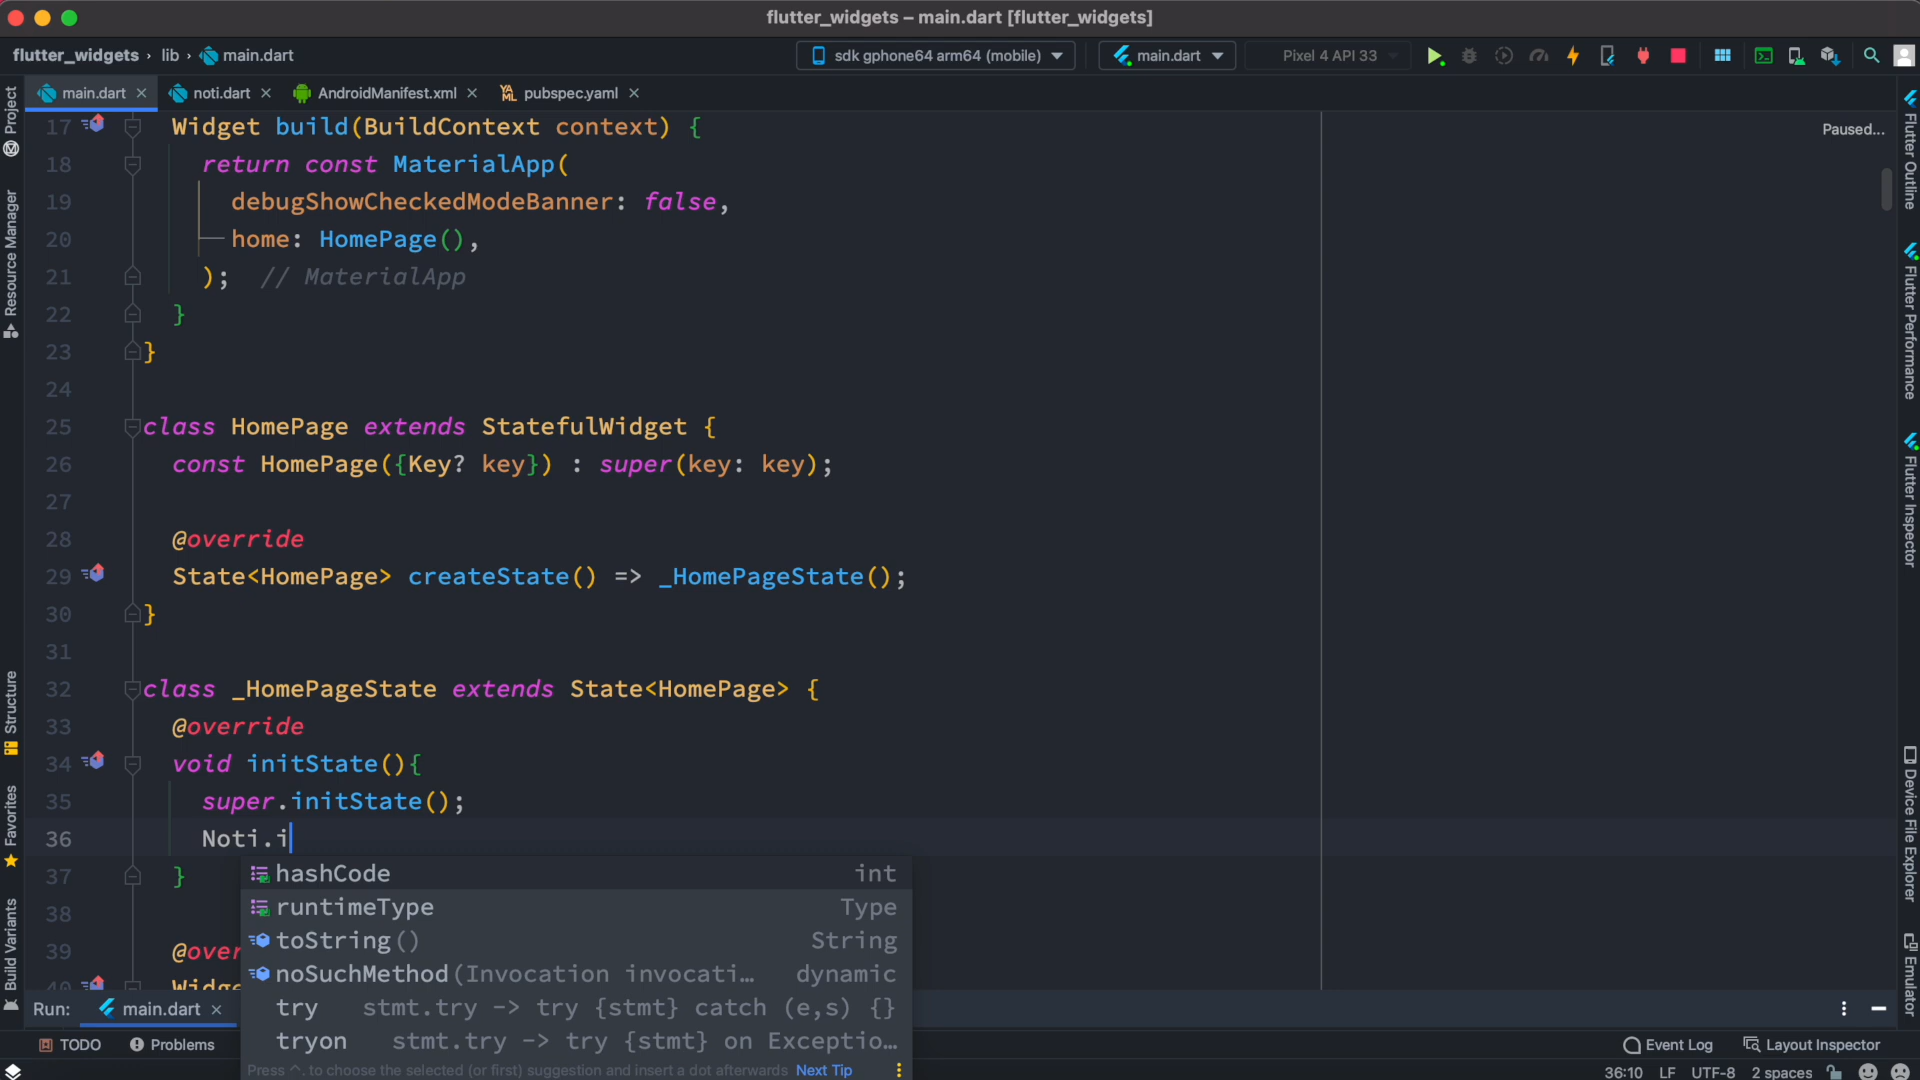 flutter_widgets – main.dart [flutter_widgets]
flutter_widgets › lib › main.dart
sdk gphone64 arm64 (mobile)
main.dart
Pixel 4 API 33
main.dart
noti.dart
AndroidManifest.xml
pubspec.yaml
Paused...
17 Widget build(BuildContext context) {
18 return const MaterialApp(
19 debugShowCheckedModeBanner: false,
20 home: HomePage(),
21 ); // MaterialApp
22 }
23 }
24
25 class HomePage extends StatefulWidget {
26 const HomePage({Key? key}) : super(key: key);
27
28 @override
29 State<HomePage> createState() => _HomePageState();
30 }
31
32 class _HomePageState extends State<HomePage> {
33 @override
34 void initState(){
35 super.initState();
36 Noti.i
37 }
38
39 @over
40 Widg
hashCode int
runtimeType Type
toString() String
noSuchMethod(Invocation invocati… dynamic
try stmt.try -> try {stmt} catch (e,s) {}
tryon stmt.try -> try {stmt} on Exceptio…
Press ^. to choose the selected (or first) suggestion and insert a dot afterwards Next Tip
Project
Resource Manager
Structure
Favorites
Build Variants
Flutter Outline
Flutter Performance
Flutter Inspector
Device File Explorer
Emulator
Run: main.dart
TODO
Problems
Event Log
Layout Inspector
36:10 LF UTF-8 2 spaces